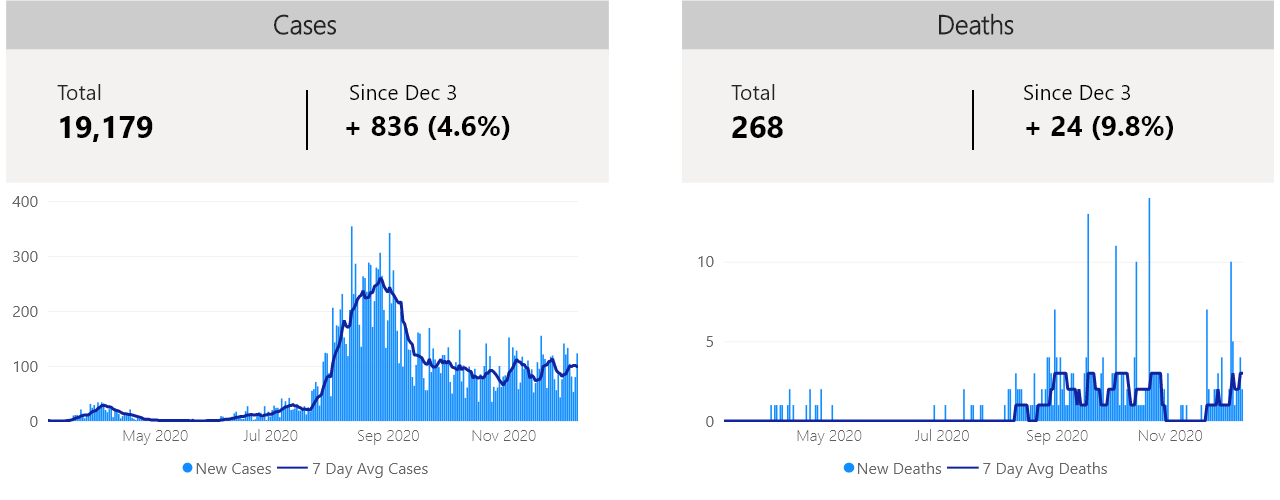 Cases
Total
19,179
Since Dec 3
+ 836 (4.6%)
400
300
200
100
0
May 2020 Jul 2020 Sep 2020 Nov 2020
New Cases 7 Day Avg Cases
Deaths
Total
268
Since Dec 3
+ 24 (9.8%)
10
5
0
May 2020 Jul 2020 Sep 2020 Nov 2020
New Deaths 7 Day Avg Deaths